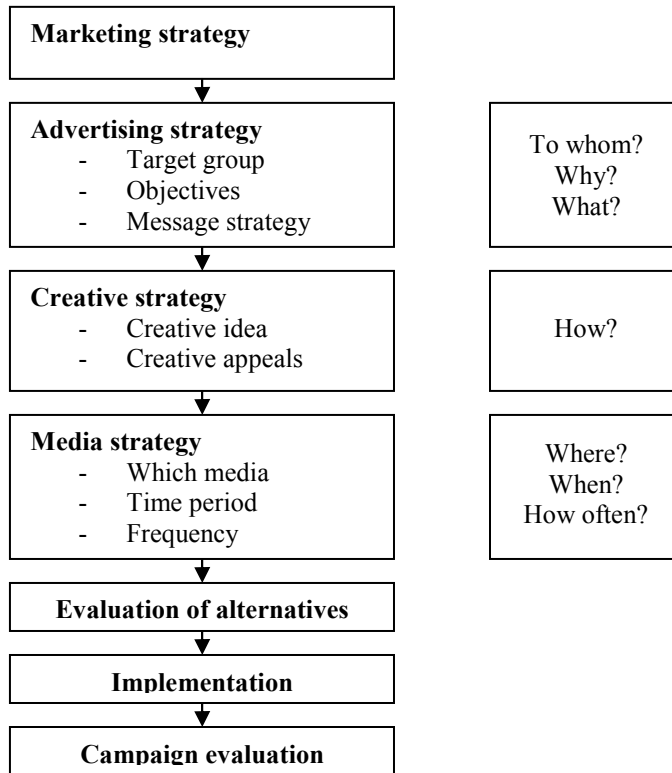 Marketing strategy
Advertising strategy
- Target group
- Objectives
- Message strategy
To whom?
Why?
What?
Creative strategy
- Creative idea
- Creative appeals
How?
Media strategy
- Which media
- Time period
- Frequency
Where?
When?
How often?
Evaluation of alternatives
Implementation
Campaign evaluation